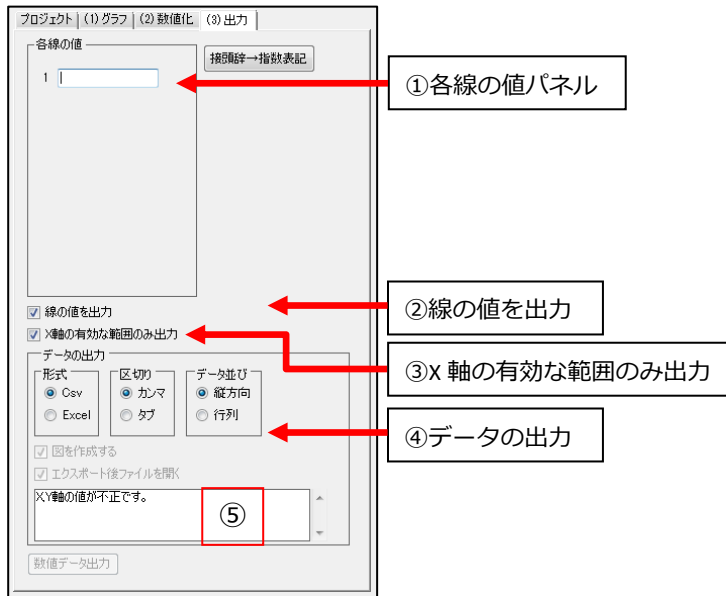 プロジェクト (1)グラフ (2)数値化 (3)出力
各線の値
接頭辞→指数表記
1
①各線の値パネル
線の値を出力
②線の値を出力
X軸の有効な範囲のみ出力
③x 軸の有効な範囲のみ出力
データの出力
形式 区切り データ並び
Csv カンマ 縦方向
Excel タブ 行列
④データの出力
図を作成する
エクスポート後ファイルを開く
XY軸の値が不正です。
⑤
数値データ出力